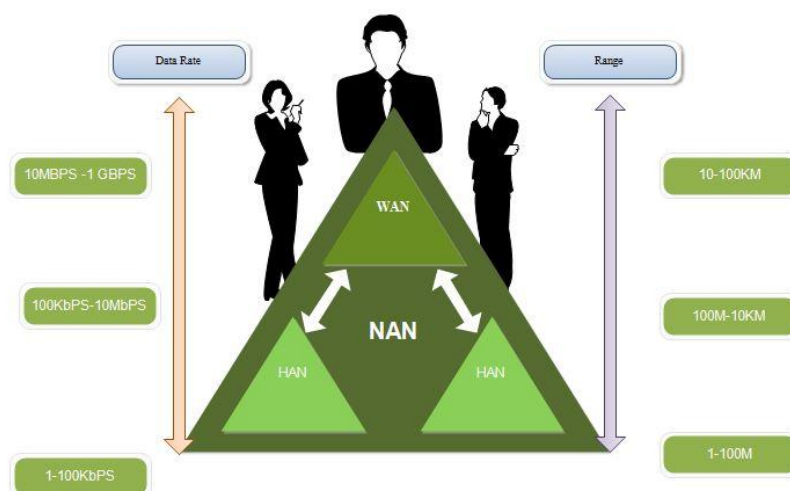 Data Rate
Range
10MBPS -1 GBPS
WAN
10-100KM
100KbPS-10MbPS
NAN
100M-10KM
HAN
HAN
1-100KbPS
1-100M